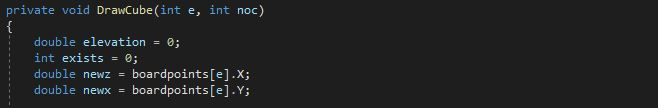 private void DrawCube(int e, int noc)
{
double elevation = 0;
int exists = 0;
double newz = boardpoints[e].X;
double newx = boardpoints[e].Y;